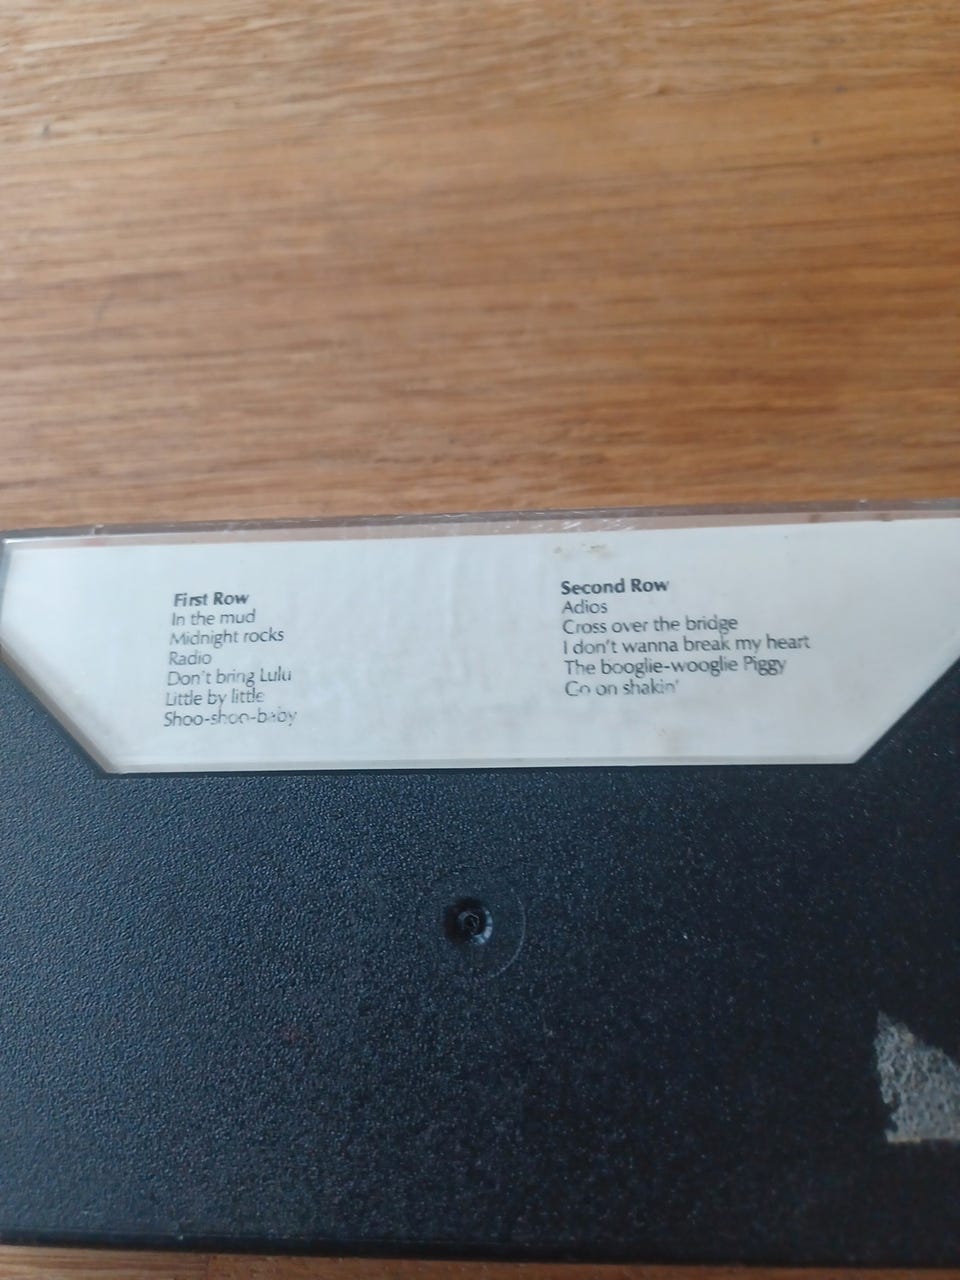 First Row
In the mud
Midnight rocks
Radio
Don't bring Lulu
Little by little
Shoo-shoo-baby
Second Row
Adios
Cross over the bridge
I don't wanna break my heart
The booglie-wooglie Piggy
Go on shakin'